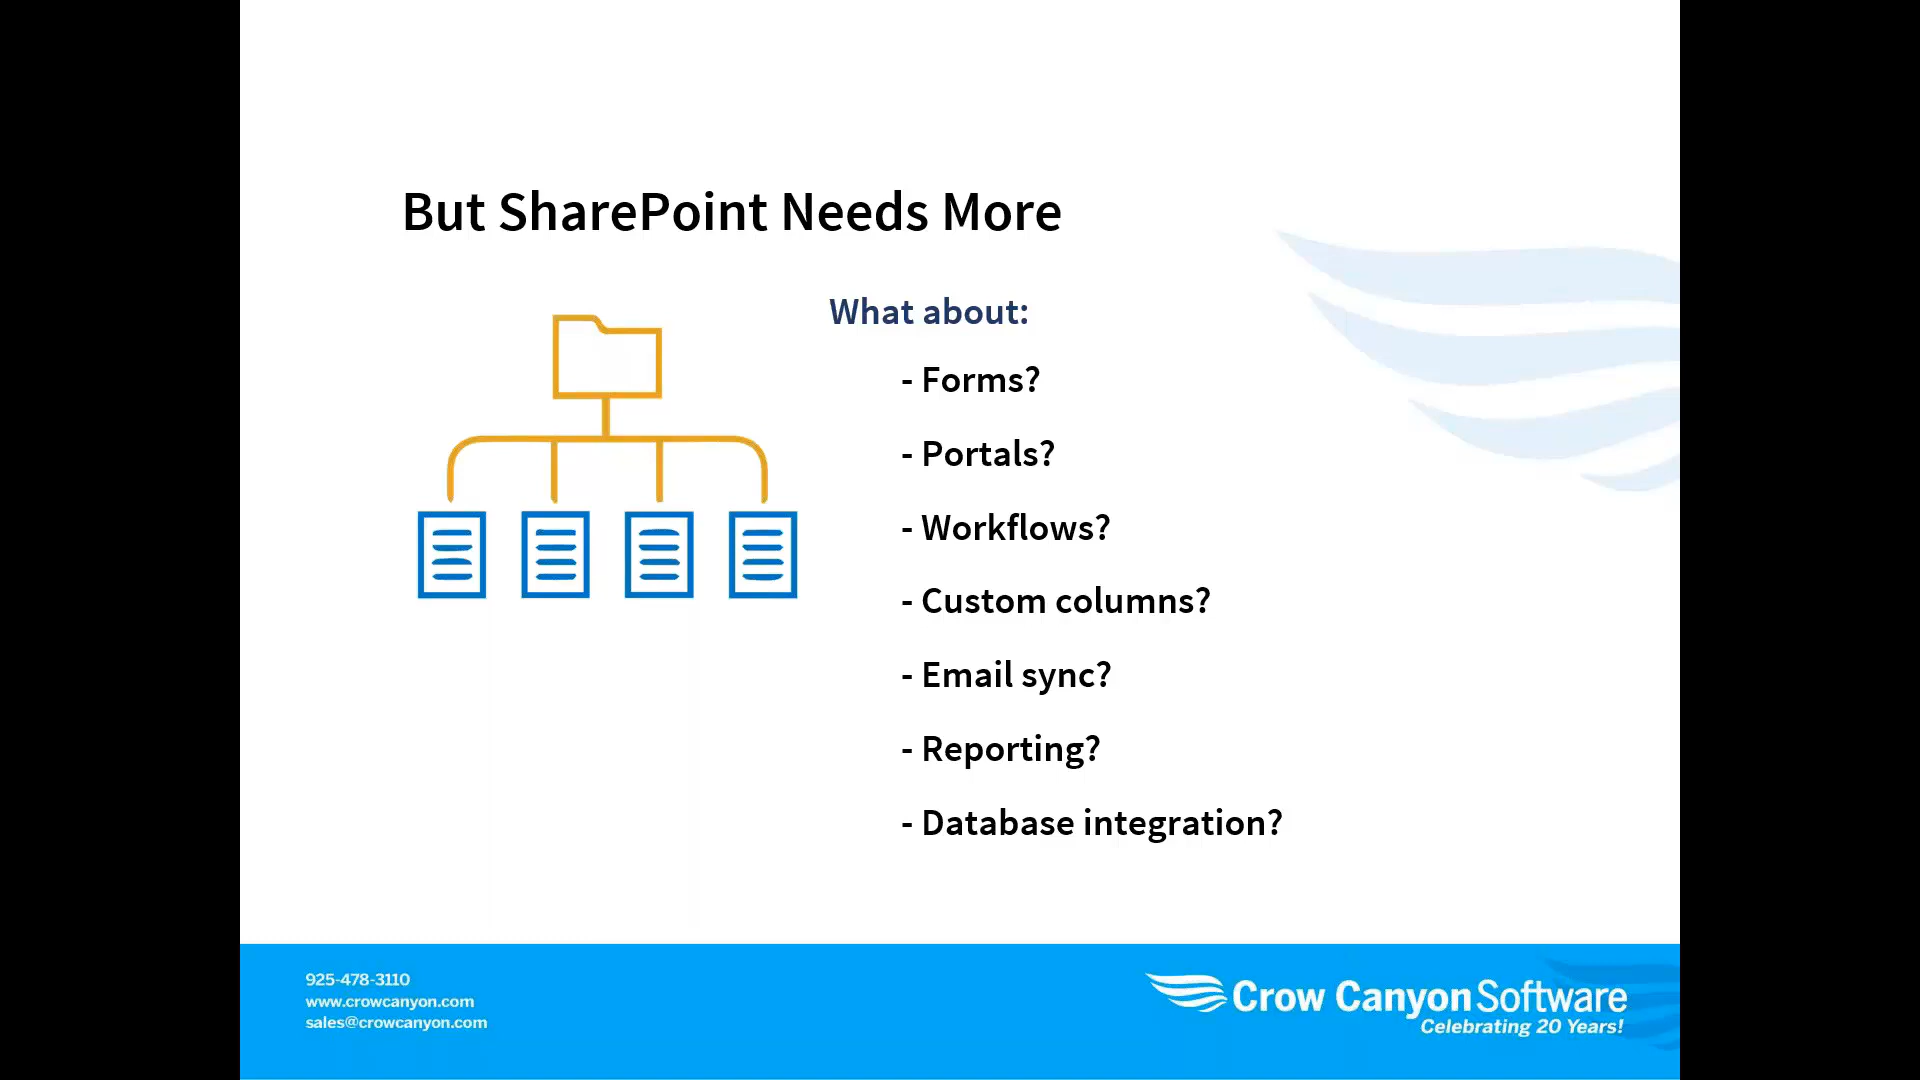 But SharePoint Needs More
What about:
- Forms?
- Portals?
- Workflows?
- Custom columns?
- Email sync?
- Reporting?
- Database integration?
925-478-3110
www.crowcanyon.com
sales@crowcanyon.com
Crow Canyon Software
Celebrating 20 Years!